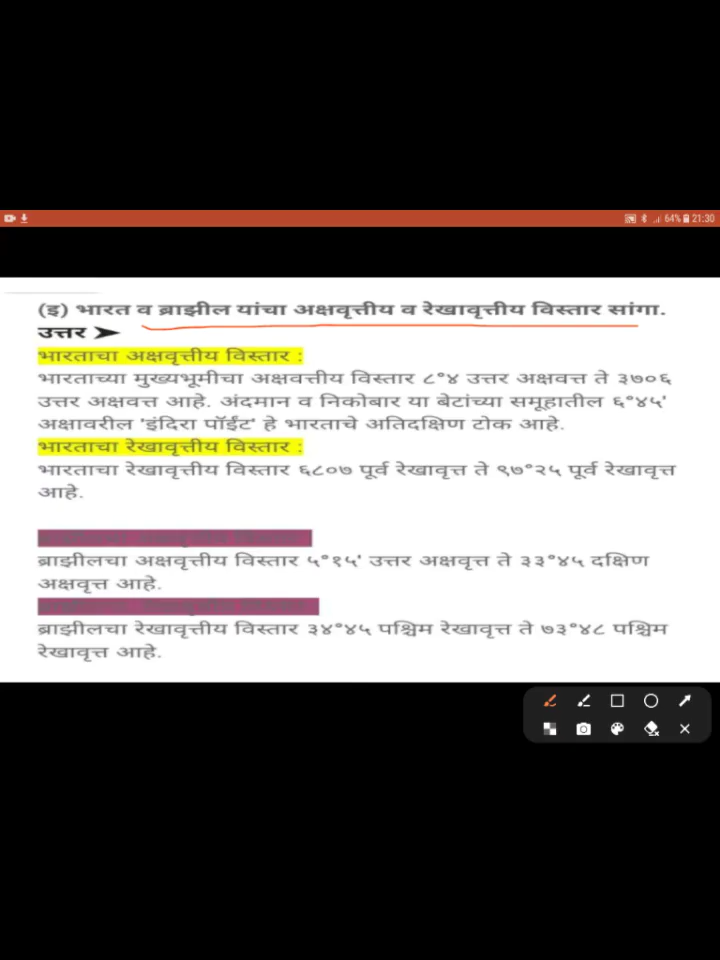 64% 21:30
(इ) भारत व ब्राझील यांचा अक्षवृत्तीय व रेखावृत्तीय विस्तार सांगा.
उत्तर ➤
भारताचा अक्षवृत्तीय विस्तार :
भारताच्या मुख्यभूमीचा अक्षवत्तीय विस्तार ८°४ उत्तर अक्षवत्त ते ३७०६
उत्तर अक्षवत्त आहे. अंदमान व निकोबार या बेटांच्या समूहातील ६°४५'
अक्षावरील 'इंदिरा पॉईंट' हे भारताचे अतिदक्षिण टोक आहे.
भारताचा रेखावृत्तीय विस्तार :
भारताचा रेखावृत्तीय विस्तार ६८०७ पूर्व रेखावृत्त ते ९७°२५ पूर्व रेखावृत्त
आहे.
ब्राझीलचा अक्षवृत्तीय विस्तार ५°१५' उत्तर अक्षवृत्त ते ३३°४५ दक्षिण
अक्षवृत्त आहे.
ब्राझीलचा रेखावृत्तीय विस्तार ३४°४५ पश्चिम रेखावृत्त ते ७३°४८ पश्चिम
रेखावृत्त आहे.